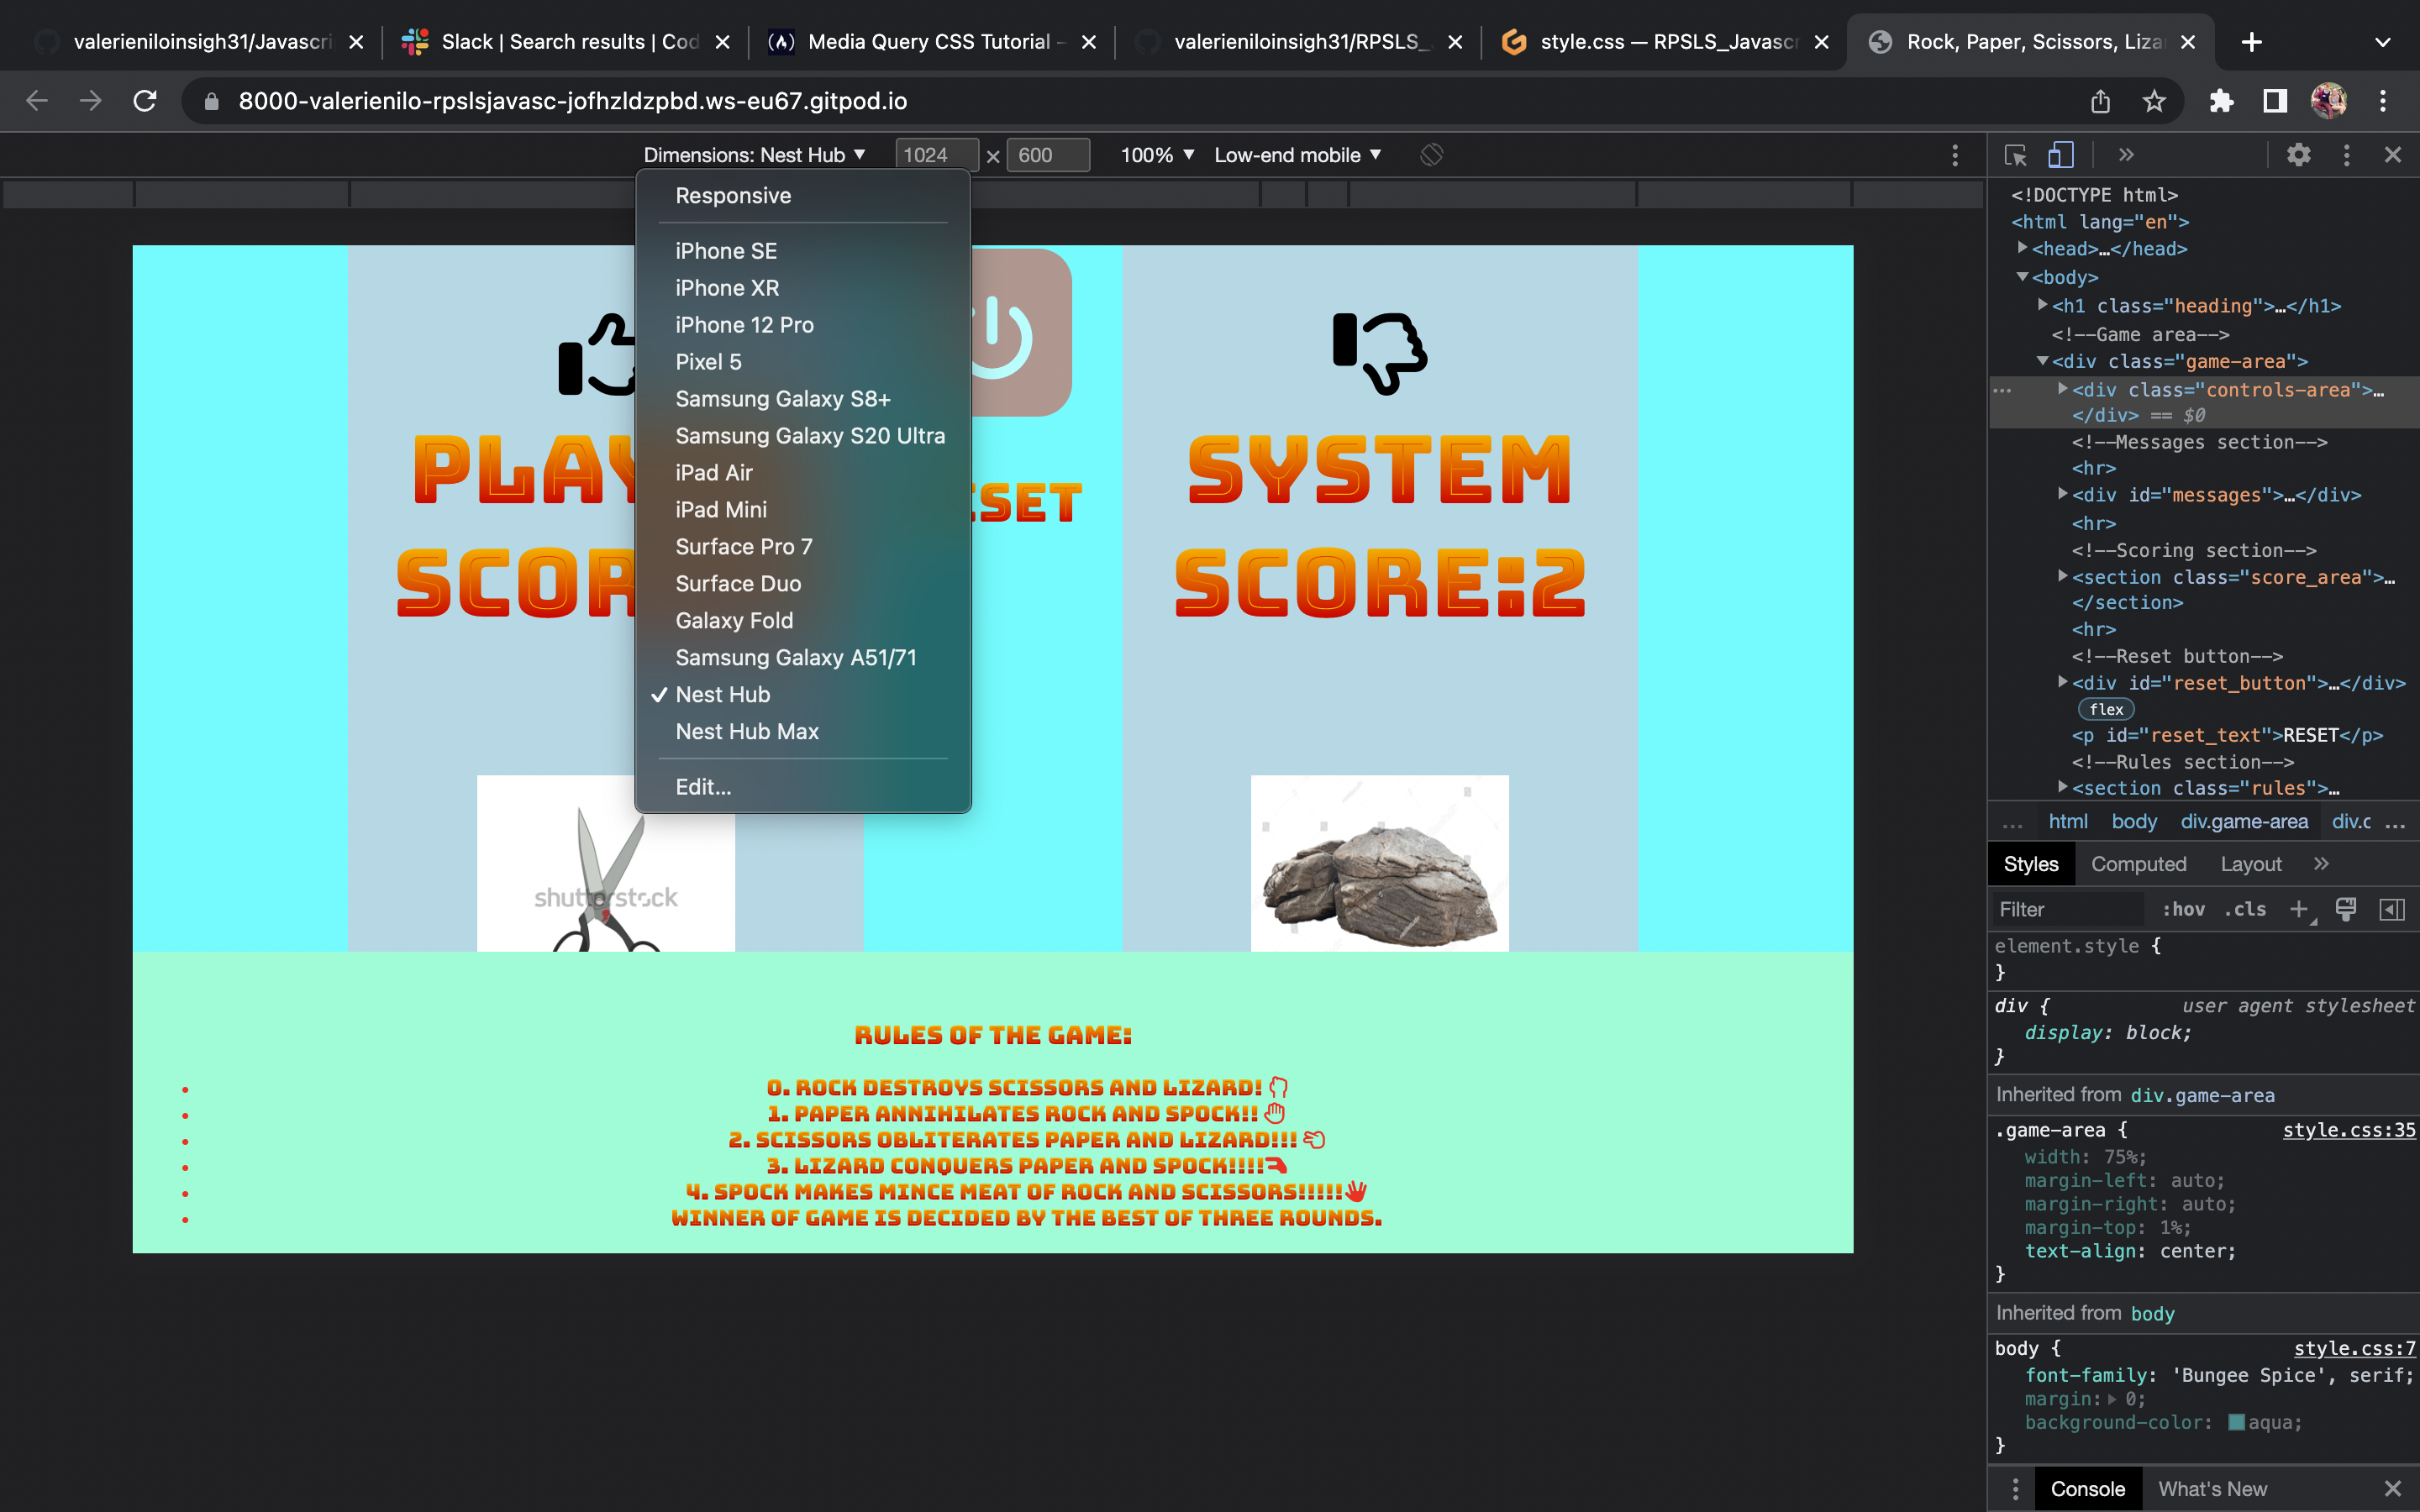 valerieniloinsigh31/Javascri
Slack | Search results | Cod
Media Query CSS Tutorial –
valerieniloinsigh31/RPSLS_
style.css — RPSLS_Javascr
Rock, Paper, Scissors, Liza
8000-valerienilo-rpslsjavasc-jofhzldzpbd.ws-eu67.gitpod.io
Dimensions: Nest Hub ▼ 1024 × 600 100% ▼ Low-end mobile ▼
Responsive
iPhone SE
iPhone XR
iPhone 12 Pro
Pixel 5
Samsung Galaxy S8+
Samsung Galaxy S20 Ultra
iPad Air
iPad Mini
Surface Pro 7
Surface Duo
Galaxy Fold
Samsung Galaxy A51/71
✓ Nest Hub
Nest Hub Max
Edit...
PLAY
SCOR
ESET
SYSTEM
SCORE:2
shutterstock
RULES OF THE GAME:
0. ROCK DESTROYS SCISSORS AND LIZARD!
1. PAPER ANNIHILATES ROCK AND SPOCK!!
2. SCISSORS OBLITERATES PAPER AND LIZARD!!!
3. LIZARD CONQUERS PAPER AND SPOCK!!!!
4. SPOCK MAKES MINCE MEAT OF ROCK AND SCISSORS!!!!!
WINNER OF GAME IS DECIDED BY THE BEST OF THREE ROUNDS.
<!DOCTYPE html>
<html lang="en">
<head>…</head>
<body>
<h1 class="heading">…</h1>
<!--Game area-->
<div class="game-area">
<div class="controls-area">…
</div> == $0
<!--Messages section-->
<hr>
<div id="messages">…</div>
<hr>
<!--Scoring section-->
<section class="score_area">…
</section>
<hr>
<!--Reset button-->
<div id="reset_button">…</div>
flex
<p id="reset_text">RESET</p>
<!--Rules section-->
<section class="rules">…
… html body div.game-area div.c …
Styles Computed Layout »
Filter :hov .cls +
element.style {
}
div { user agent stylesheet
display: block;
}
Inherited from div.game-area
.game-area { style.css:35
width: 75%;
margin-left: auto;
margin-right: auto;
margin-top: 1%;
text-align: center;
}
Inherited from body
body { style.css:7
font-family: 'Bungee Spice', serif;
margin: 0;
background-color: aqua;
}
Console What's New